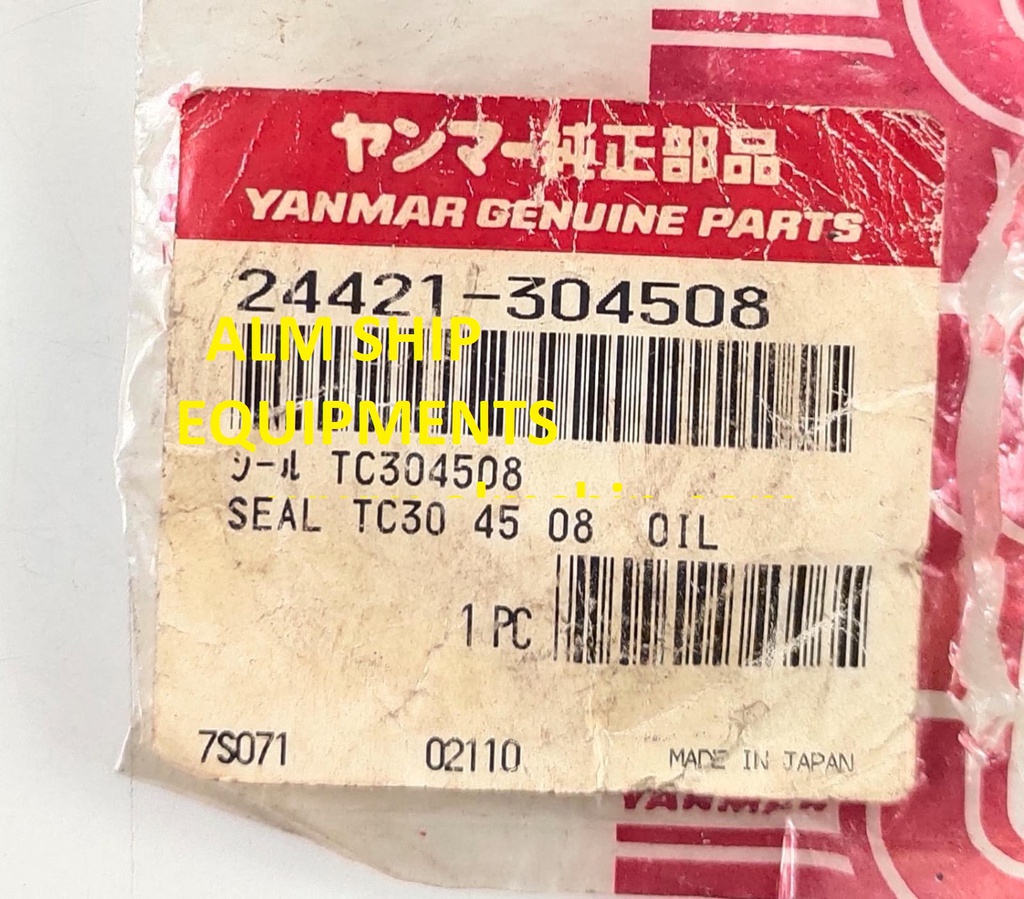 ヤンマー純正部品
YANMAR GENUINE PARTS
24421-304508
ALM SHIP
EQUIPMENTS
シール TC304508
SEAL TC30 45 08 OIL
1 PC
7S071 02110 MADE IN JAPAN
YANMAR